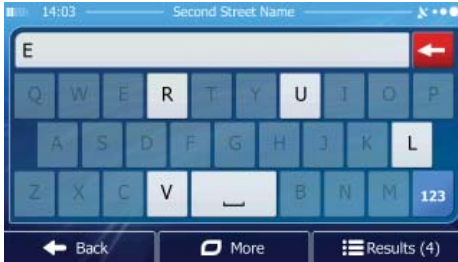 14:03 Second Street Name
E
Q W E R T Y U I O P
A S D F G H J K L
Z X C V B N M 123
Back More Results (4)